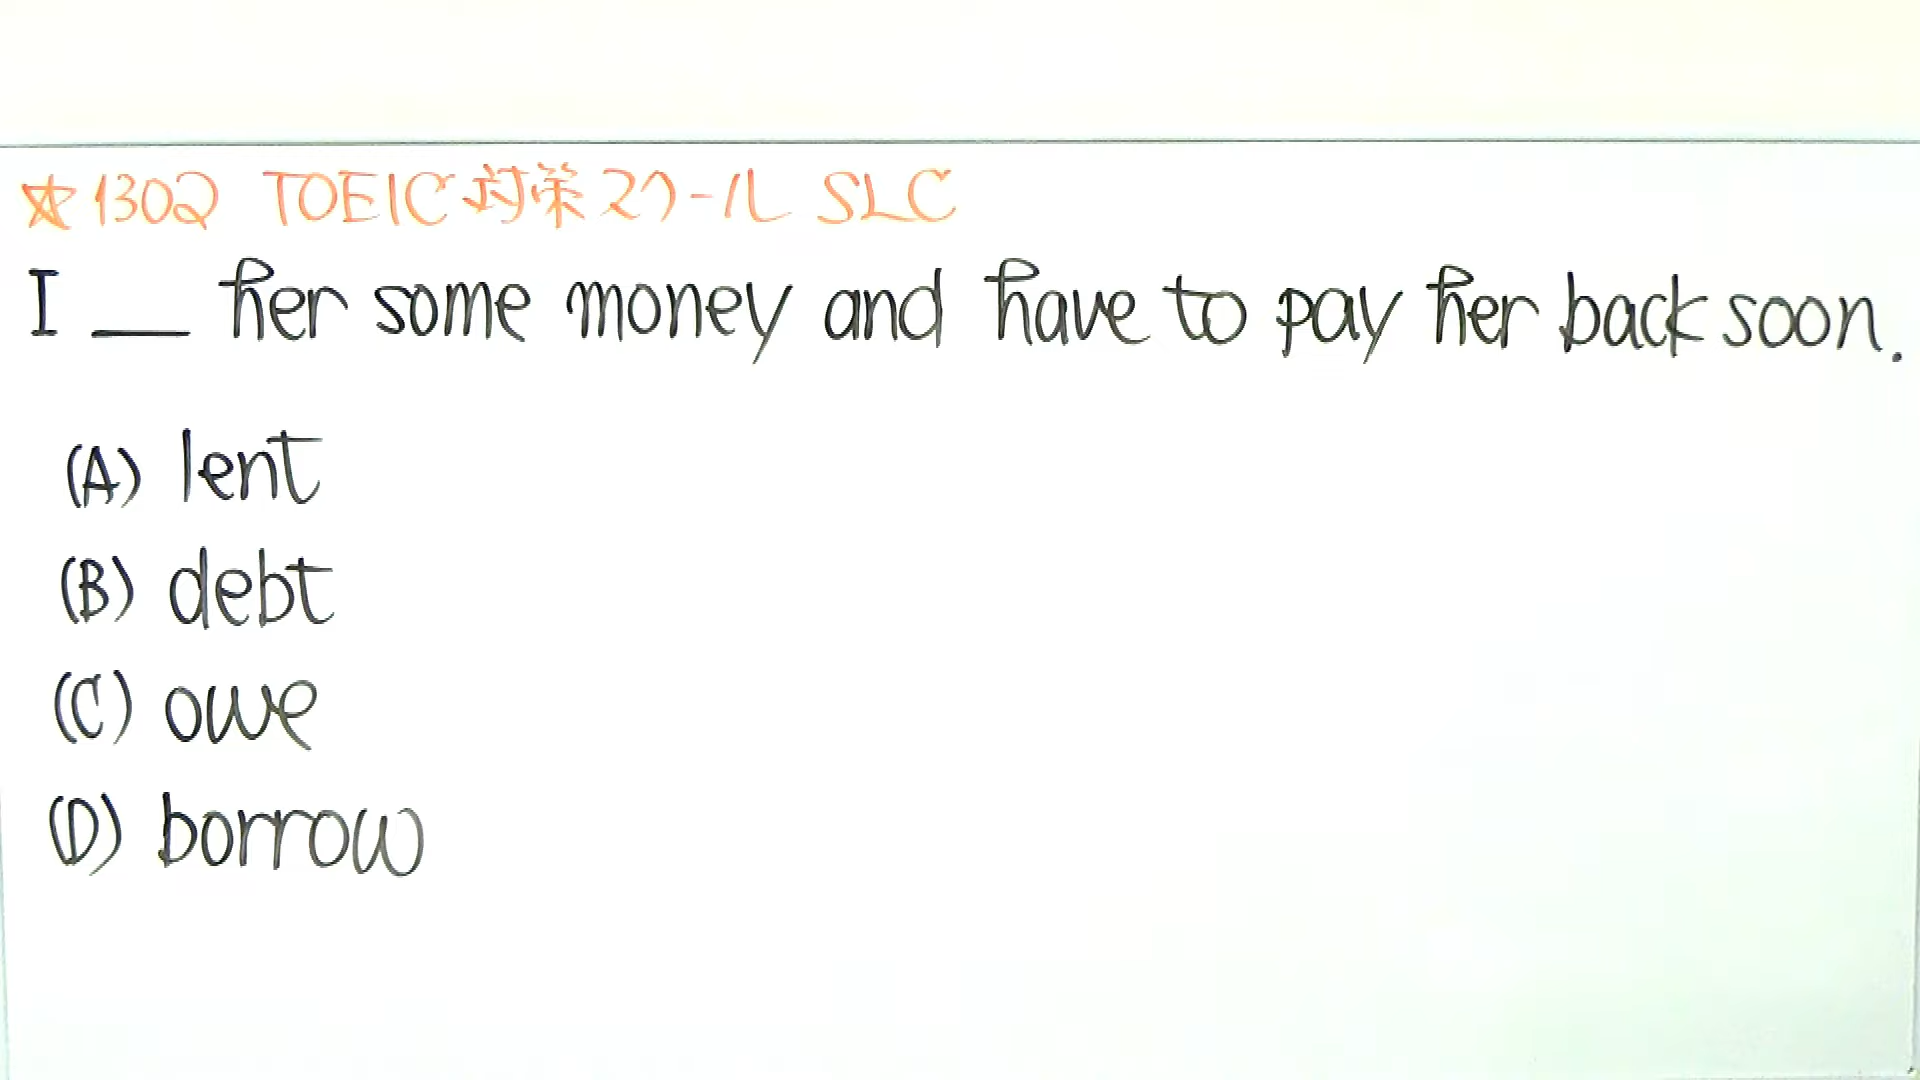 ☆1302 TOEIC対策スクール SLC
I __ her some money and have to pay her back soon.
(A) lent
(B) debt
(C) owe
(D) borrow